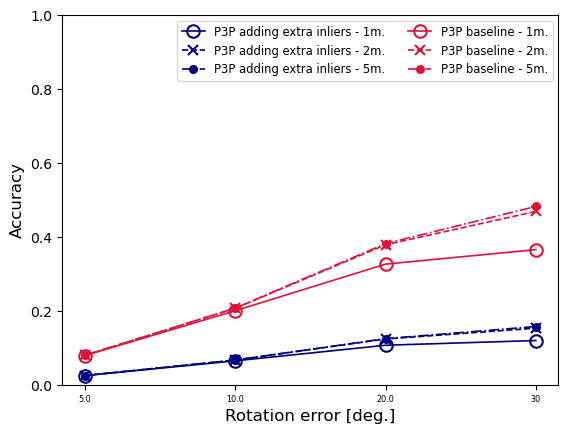 1.0
P3P adding extra inliers - 1m.
P3P adding extra inliers - 2m.
P3P adding extra inliers - 5m.
P3P baseline - 1m.
P3P baseline - 2m.
P3P baseline - 5m.
0.8
0.6
0.4
0.2
0.0
Accuracy
5.0 10.0 20.0 30
Rotation error [deg.]